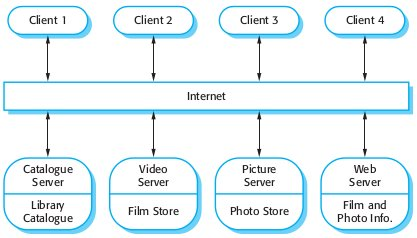 Client 1
Client 2
Client 3
Client 4
Internet
Catalogue
Server
Library
Catalogue
Video
Server
Film Store
Picture
Server
Photo Store
Web
Server
Film and
Photo Info.